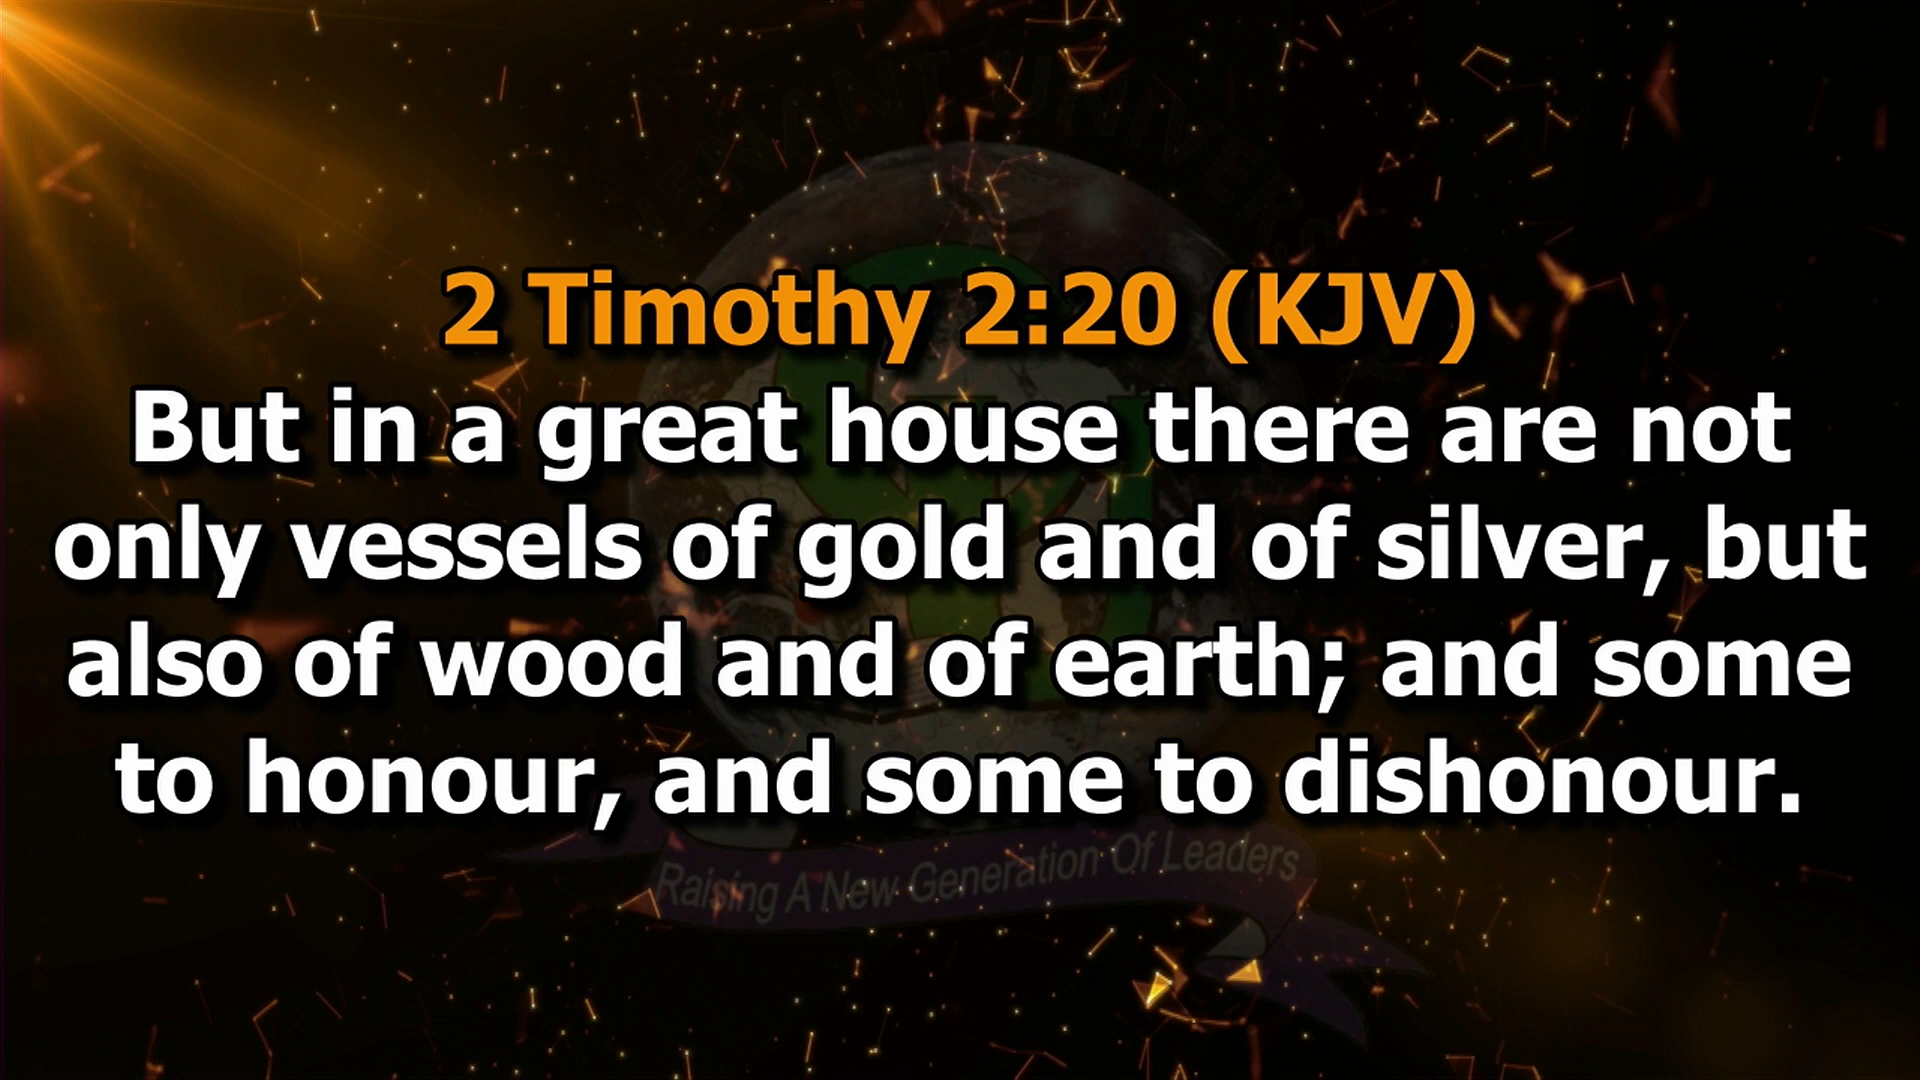 2 Timothy 2:20 (KJV)
But in a great house there are not
only vessels of gold and of silver, but
also of wood and of earth; and some
to honour, and some to dishonour.
Raising A New Generation Of Leaders